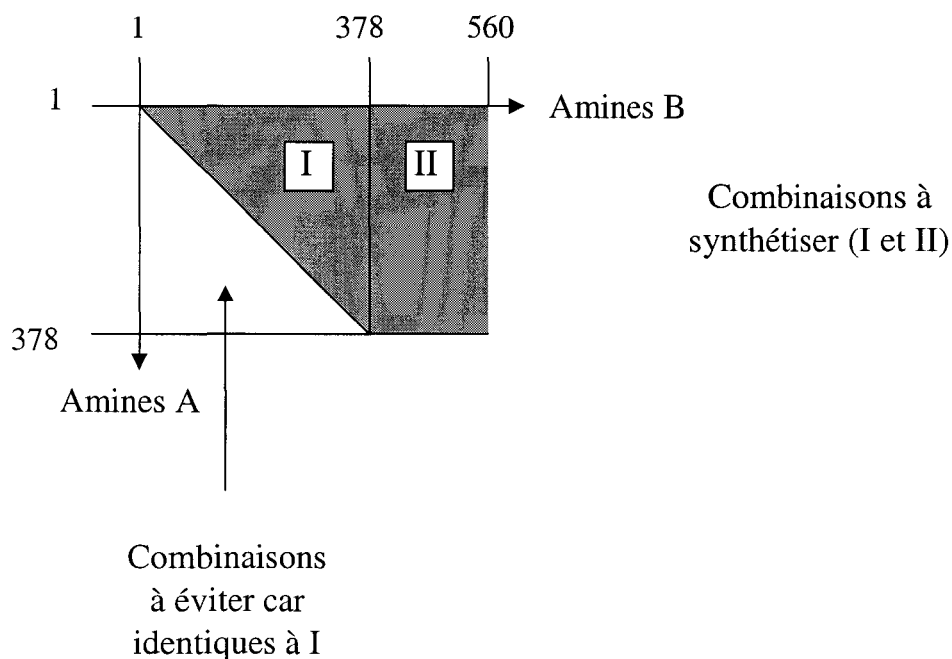 1 378 560
1
Amines B
I II
Combinaisons à
synthétiser (I et II)
378
Amines A
Combinaisons
à éviter car
identiques à I